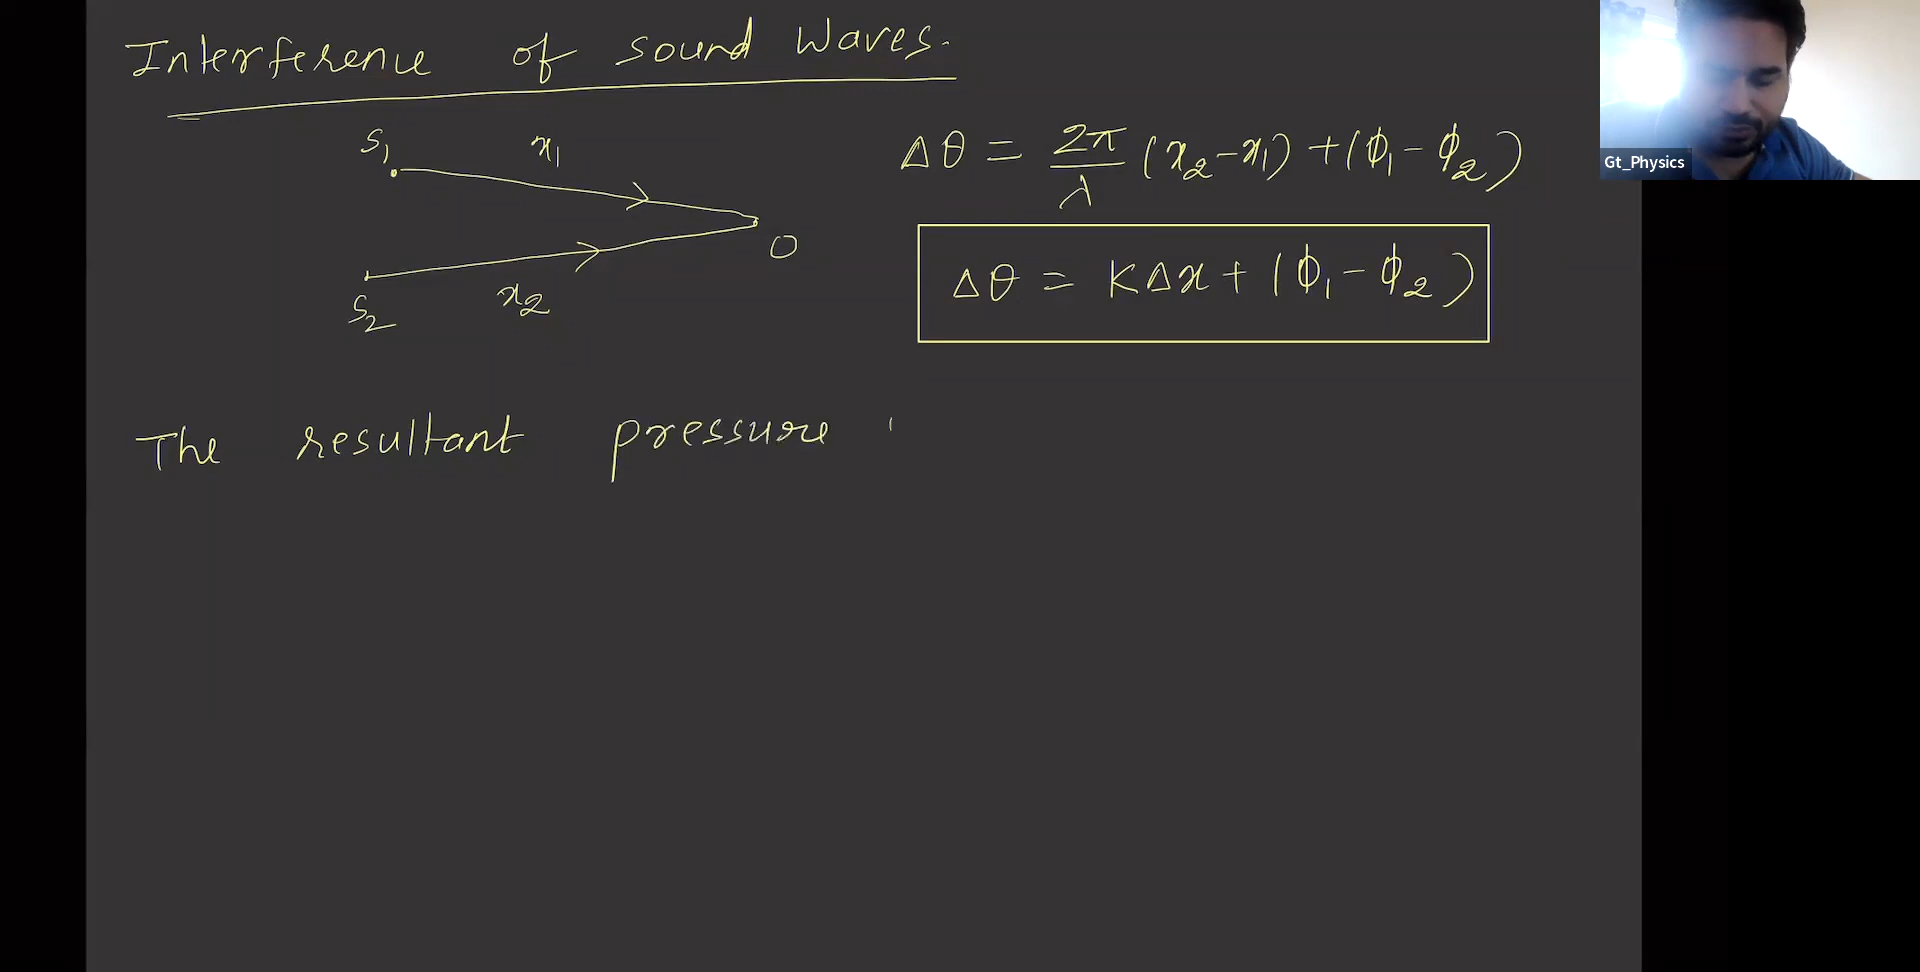 Interference of sound waves.
S₁ x₁
Δθ = 2π/λ (x₂-x₁) + (ϕ₁-ϕ₂)
Gt_Physics
O
S₂ x₂
Δθ = KΔx + (ϕ₁-ϕ₂)
The resultant pressure